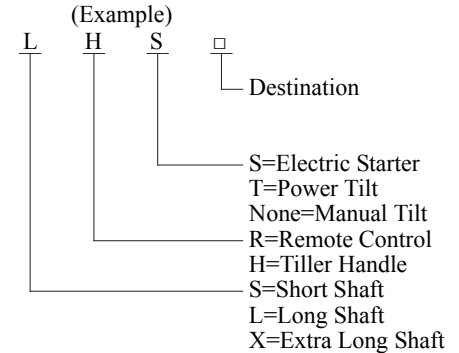 (Example)
L H S □
Destination
S=Electric Starter
T=Power Tilt
None=Manual Tilt
R=Remote Control
H=Tiller Handle
S=Short Shaft
L=Long Shaft
X=Extra Long Shaft